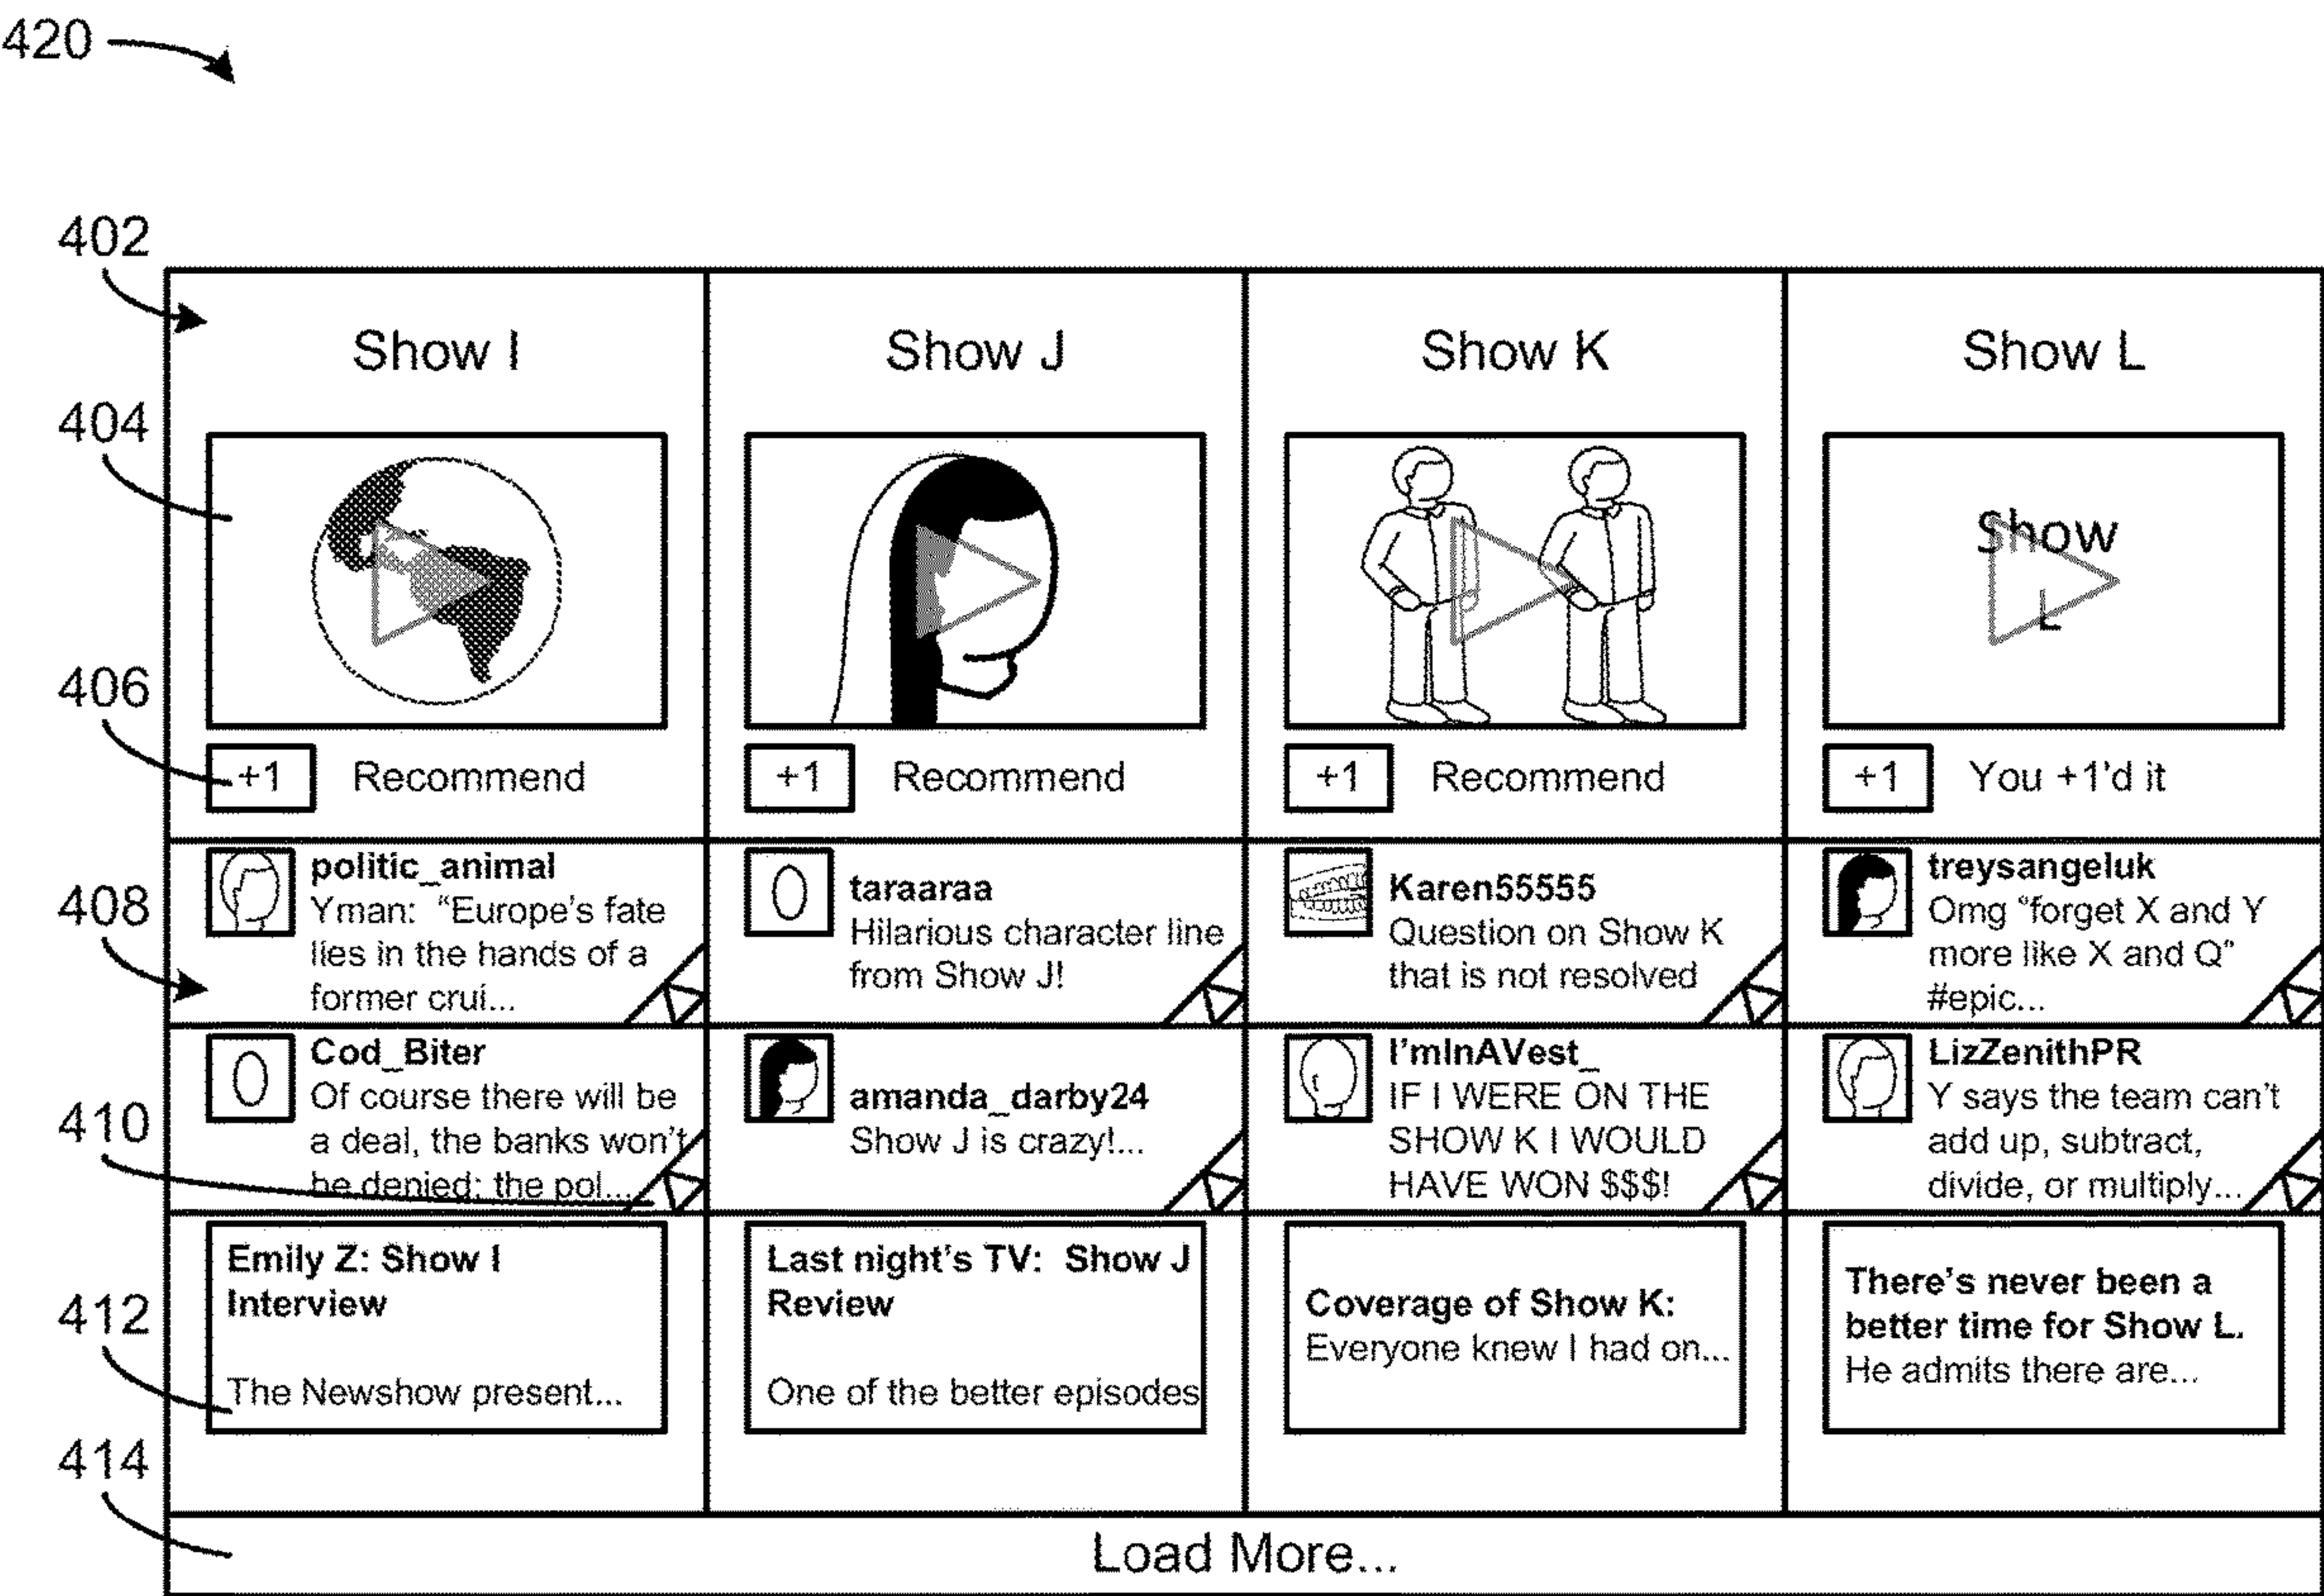 420
402
Show I
Show J
Show K
Show L
404
Show
L
406
+1 Recommend
+1 Recommend
+1 Recommend
+1 You +1'd it
408
politic_animal
Yman: “Europe's fate
lies in the hands of a
former crui...
taraaraa
Hilarious character line
from Show J!
Karen55555
Question on Show K
that is not resolved
treysangeluk
Omg “forget X and Y
more like X and Q”
#epic...
410
Cod_Biter
Of course there will be
a deal, the banks won't
be denied; the pol...
amanda_darby24
Show J is crazy!...
I'mInAVest_
IF I WERE ON THE
SHOW K I WOULD
HAVE WON $$$!
LizZenithPR
Y says the team can't
add up, subtract,
divide, or multiply...
412
Emily Z: Show I
Interview
The Newshow present...
Last night's TV: Show J
Review
One of the better episodes
Coverage of Show K:
Everyone knew I had on...
There's never been a
better time for Show L.
He admits there are...
414
Load More...